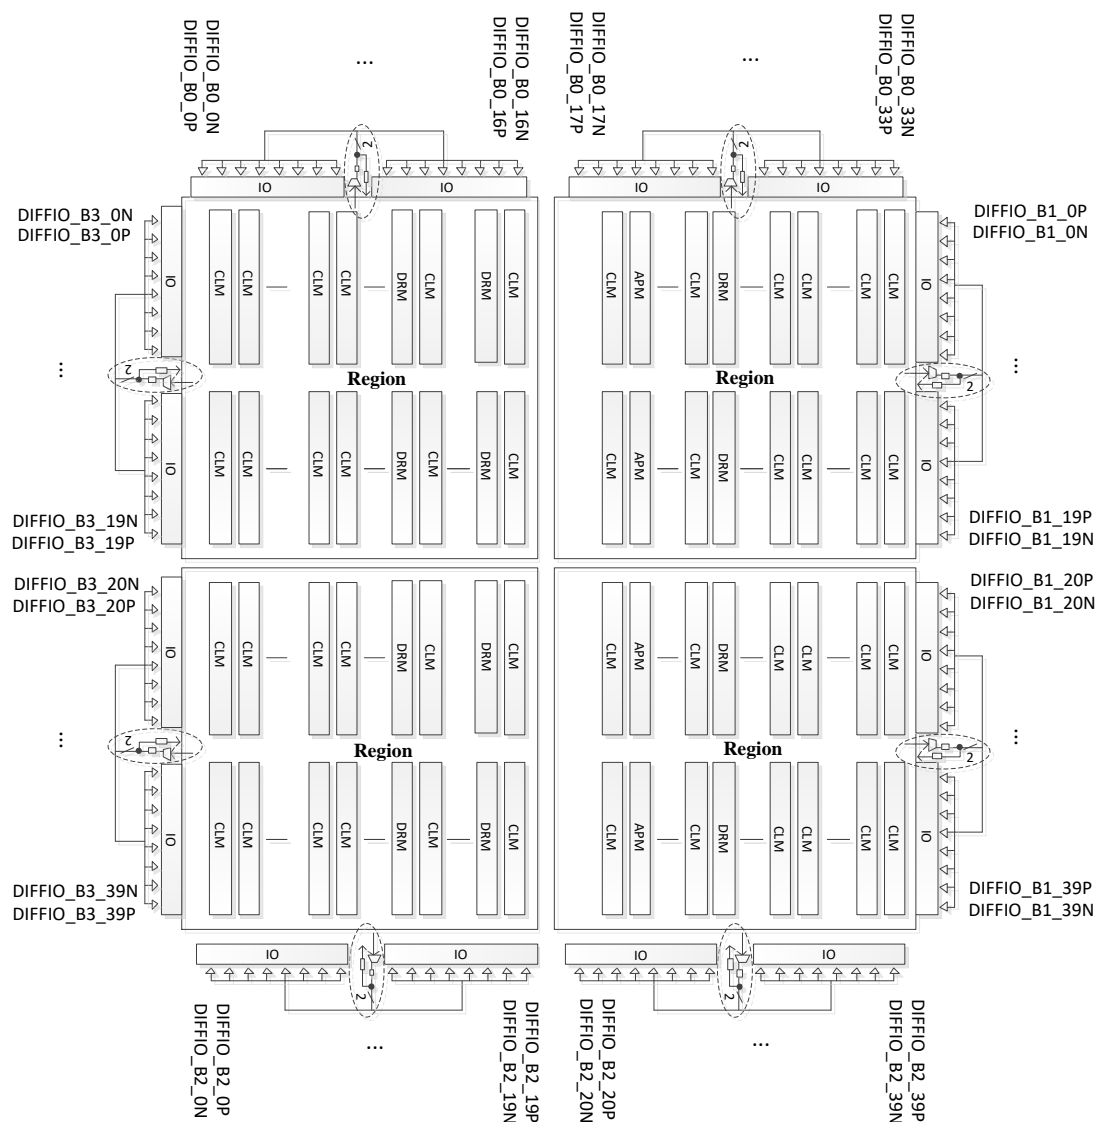 DIFFIO_B0_0N
DIFFIO_B0_0P
...
DIFFIO_B0_16N
DIFFIO_B0_16P
DIFFIO_B0_17N
DIFFIO_B0_17P
...
DIFFIO_B0_33N
DIFFIO_B0_33P
2
2
IO
IO
IO
IO
DIFFIO_B3_0N
DIFFIO_B3_0P
DIFFIO_B1_0P
DIFFIO_B1_0N
IO
CLM
CLM
CLM
CLM
DRM
CLM
DRM
CLM
CLM
APM
CLM
DRM
CLM
CLM
CLM
CLM
IO
...
2
Region
Region
2
...
IO
CLM
CLM
CLM
CLM
DRM
CLM
DRM
CLM
CLM
APM
CLM
DRM
CLM
CLM
CLM
CLM
IO
DIFFIO_B3_19N
DIFFIO_B3_19P
DIFFIO_B1_19P
DIFFIO_B1_19N
DIFFIO_B3_20N
DIFFIO_B3_20P
DIFFIO_B1_20P
DIFFIO_B1_20N
IO
CLM
CLM
CLM
CLM
DRM
CLM
DRM
CLM
CLM
APM
CLM
DRM
CLM
CLM
CLM
CLM
IO
...
2
Region
Region
2
...
IO
CLM
CLM
CLM
CLM
DRM
CLM
DRM
CLM
CLM
APM
CLM
DRM
CLM
CLM
CLM
CLM
IO
DIFFIO_B3_39N
DIFFIO_B3_39P
DIFFIO_B1_39P
DIFFIO_B1_39N
IO
IO
IO
IO
2
2
DIFFIO_B2_0P
DIFFIO_B2_0N
...
DIFFIO_B2_19P
DIFFIO_B2_19N
DIFFIO_B2_20P
DIFFIO_B2_20N
...
DIFFIO_B2_39P
DIFFIO_B2_39N